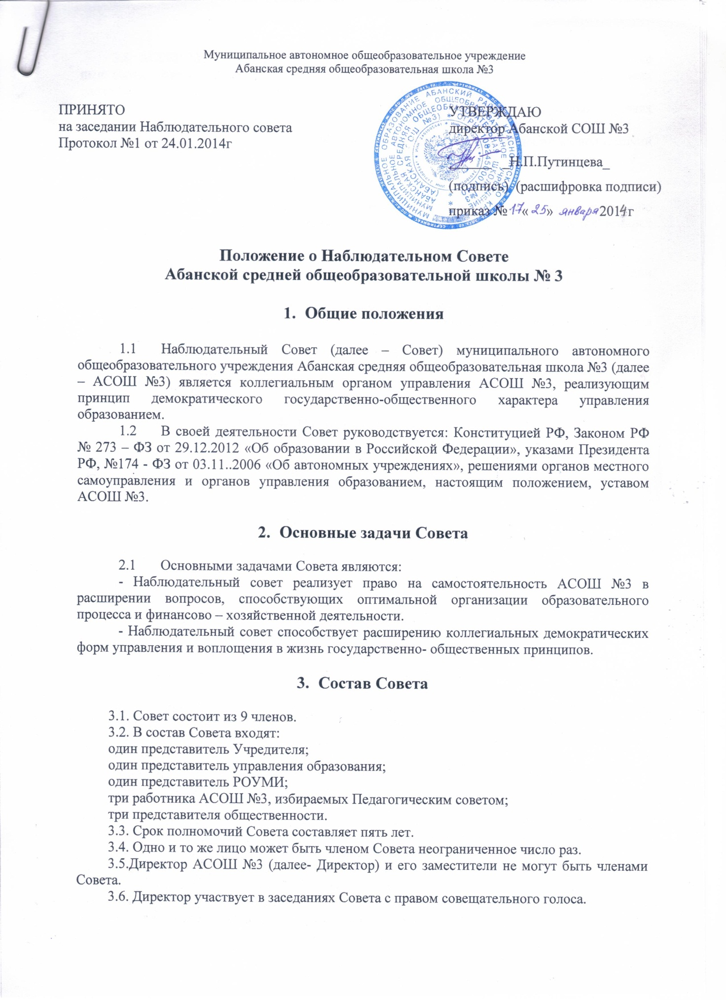 Муниципальное автономное общеобразовательное учреждение
Абанская средняя общеобразовательная школа №3
ПРИНЯТО
на заседании Наблюдательного совета
Протокол №1 от 24.01.2014г
УТВЕРЖДАЮ
директор Абанской СОШ №3
_Н.П.Путинцева_
(подпись) (расшифровка подписи)
приказ № 17 « 25 » января 2014г
Положение о Наблюдательном Совете
Абанской средней общеобразовательной школы № 3
1. Общие положения
1.1 Наблюдательный Совет (далее – Совет) муниципального автономного
общеобразовательного учреждения Абанская средняя общеобразовательная школа №3 (далее
– АСОШ №3) является коллегиальным органом управления АСОШ №3, реализующим
принцип демократического государственно-общественного характера управления
образованием.
1.2 В своей деятельности Совет руководствуется: Конституцией РФ, Законом РФ
№ 273 – ФЗ от 29.12.2012 «Об образовании в Российской Федерации», указами Президента
РФ, №174 - ФЗ от 03.11..2006 «Об автономных учреждениях», решениями органов местного
самоуправления и органов управления образованием, настоящим положением, уставом
АСОШ №3.
2. Основные задачи Совета
2.1 Основными задачами Совета являются:
- Наблюдательный совет реализует право на самостоятельность АСОШ №3 в
расширении вопросов, способствующих оптимальной организации образовательного
процесса и финансово – хозяйственной деятельности.
- Наблюдательный совет способствует расширению коллегиальных демократических
форм управления и воплощения в жизнь государственно- общественных принципов.
3. Состав Совета
3.1. Совет состоит из 9 членов.
3.2. В состав Совета входят:
один представитель Учредителя;
один представитель управления образования;
один представитель РОУМИ;
три работника АСОШ №3, избираемых Педагогическим советом;
три представителя общественности.
3.3. Срок полномочий Совета составляет пять лет.
3.4. Одно и то же лицо может быть членом Совета неограниченное число раз.
3.5.Директор АСОШ №3 (далее- Директор) и его заместители не могут быть членами
Совета.
3.6. Директор участвует в заседаниях Совета с правом совещательного голоса.